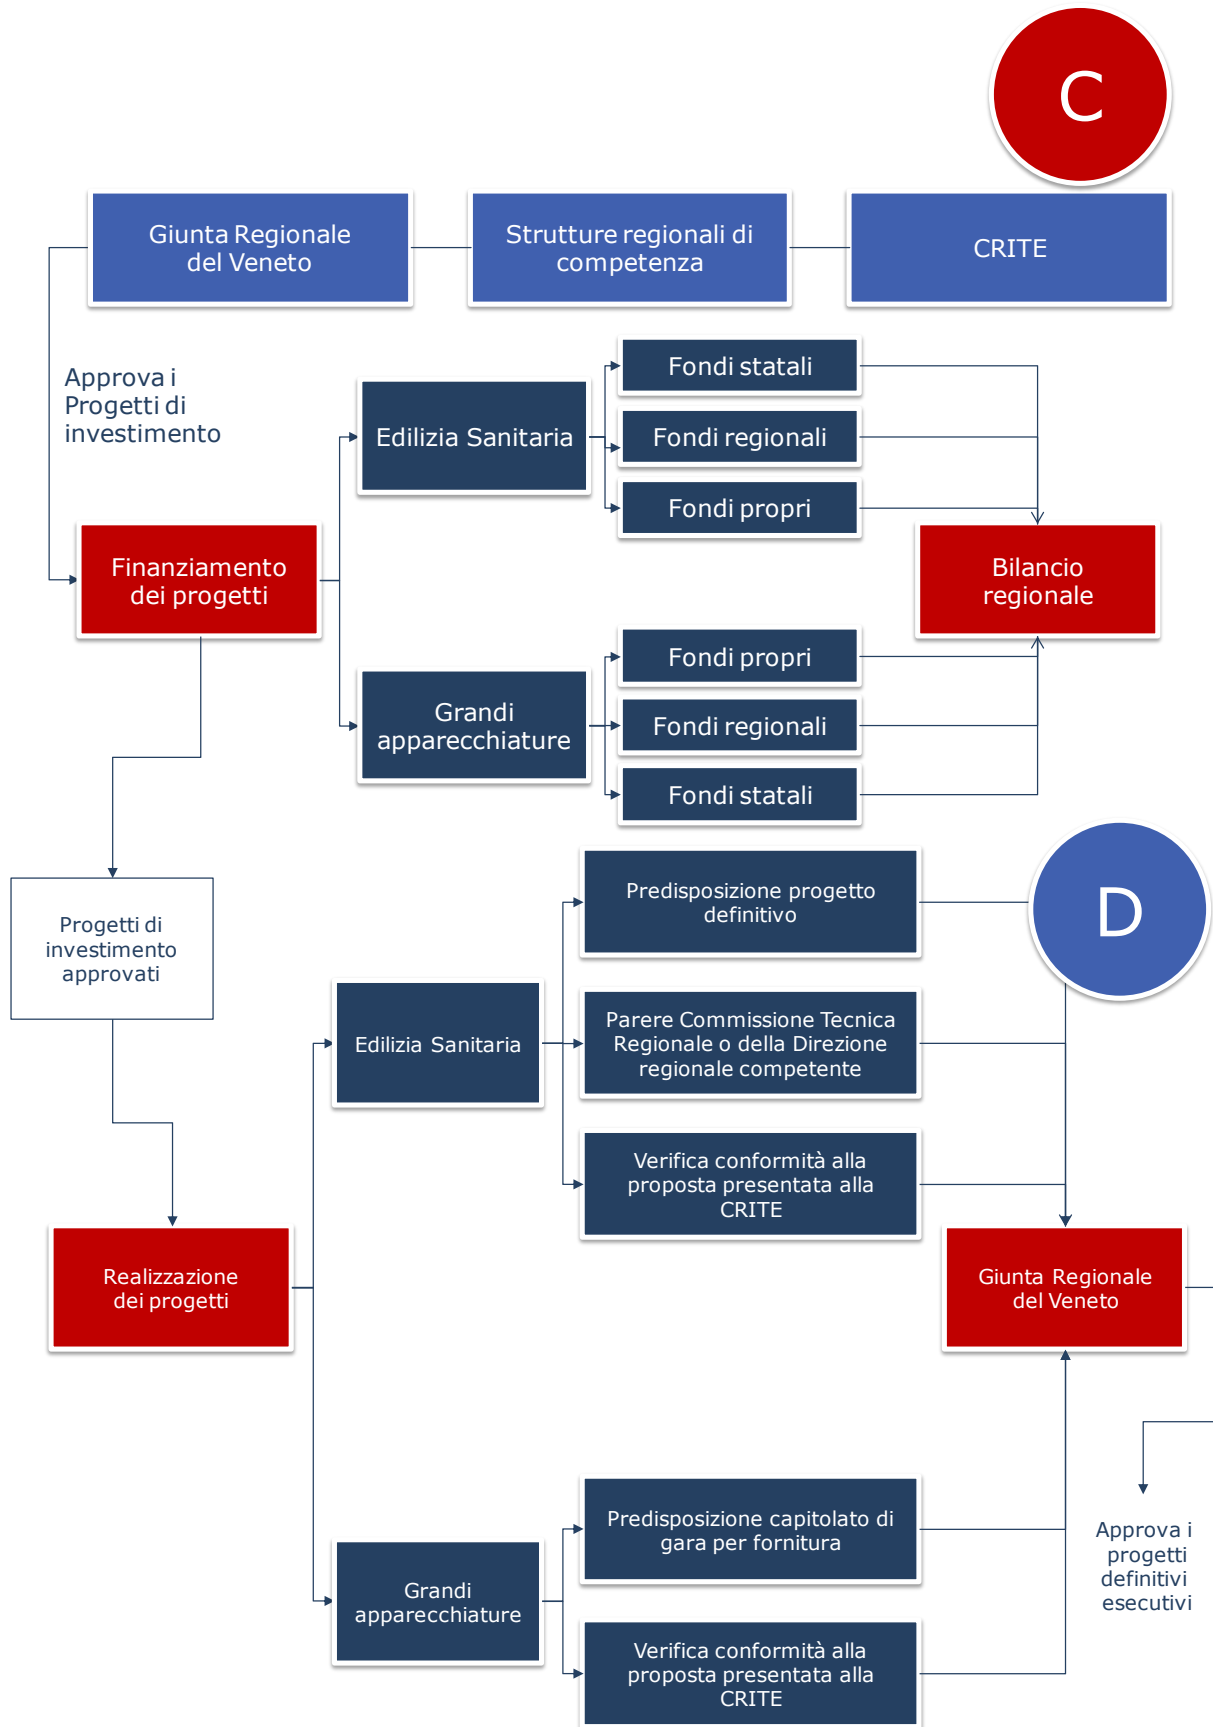 C
Giunta Regionale
del Veneto
Strutture regionali di
competenza
CRITE
Approva i
Progetti di
investimento
Edilizia Sanitaria
Fondi statali
Fondi regionali
Fondi propri
Finanziamento
dei progetti
Bilancio
regionale
Grandi
apparecchiature
Fondi propri
Fondi regionali
Fondi statali
D
Progetti di
investimento
approvati
Predisposizione progetto
definitivo
Edilizia Sanitaria
Parere Commissione Tecnica
Regionale o della Direzione
regionale competente
Verifica conformità alla
proposta presentata alla
CRITE
Realizzazione
dei progetti
Giunta Regionale
del Veneto
Grandi
apparecchiature
Predisposizione capitolato di
gara per fornitura
Verifica conformità alla
proposta presentata alla
CRITE
Approva i
progetti
definitivi
esecutivi